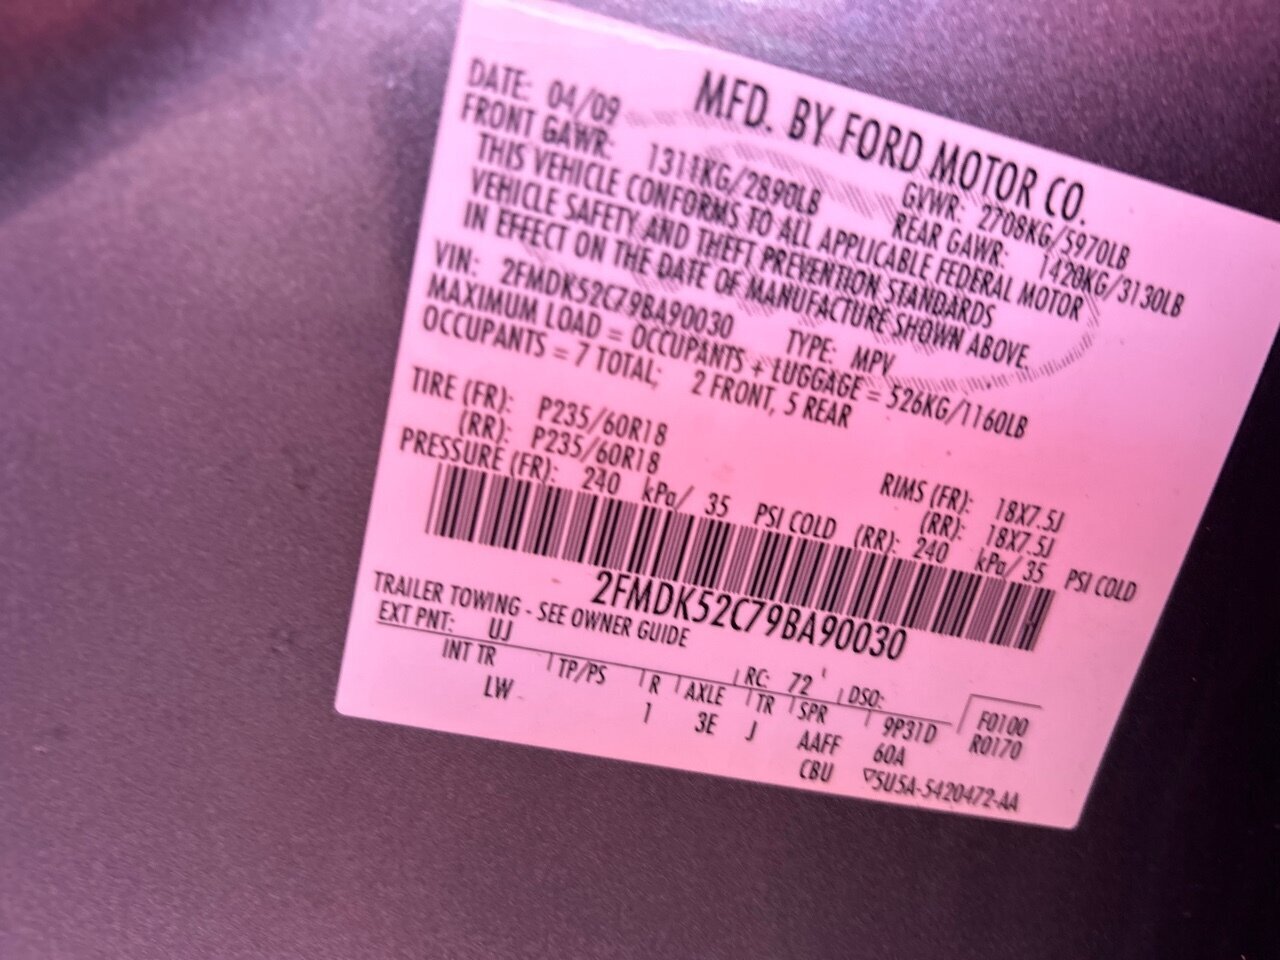 MFD. BY FORD MOTOR CO.
DATE: 04/09 GVWR: 2708KG/5970LB
FRONT GAWR: 1311KG/2890LB REAR GAWR: 1420KG/3130LB
THIS VEHICLE CONFORMS TO ALL APPLICABLE FEDERAL MOTOR
VEHICLE SAFETY AND THEFT PREVENTION STANDARDS
IN EFFECT ON THE DATE OF MANUFACTURE SHOWN ABOVE.
VIN: 2FMDK52C79BA90030 TYPE: MPV
MAXIMUM LOAD = OCCUPANTS + LUGGAGE = 526KG/1160LB
OCCUPANTS = 7 TOTAL; 2 FRONT, 5 REAR
TIRE (FR): P235/60R18 RIMS (FR): 18X7.5J
(RR): P235/60R18 (RR): 18X7.5J
PRESSURE (FR): 240 kPa/ 35 PSI COLD (RR): 240 kPa/ 35 PSI COLD
2FMDK52C79BA90030
TRAILER TOWING - SEE OWNER GUIDE
EXT PNT: UJ RC: 72 DSO: F0100
INT TR TP/PS R AXLE TR SPR 9P31D R0170
LW 1 3E J AAFF 60A
CBU ▽5U5A-5420472-AA